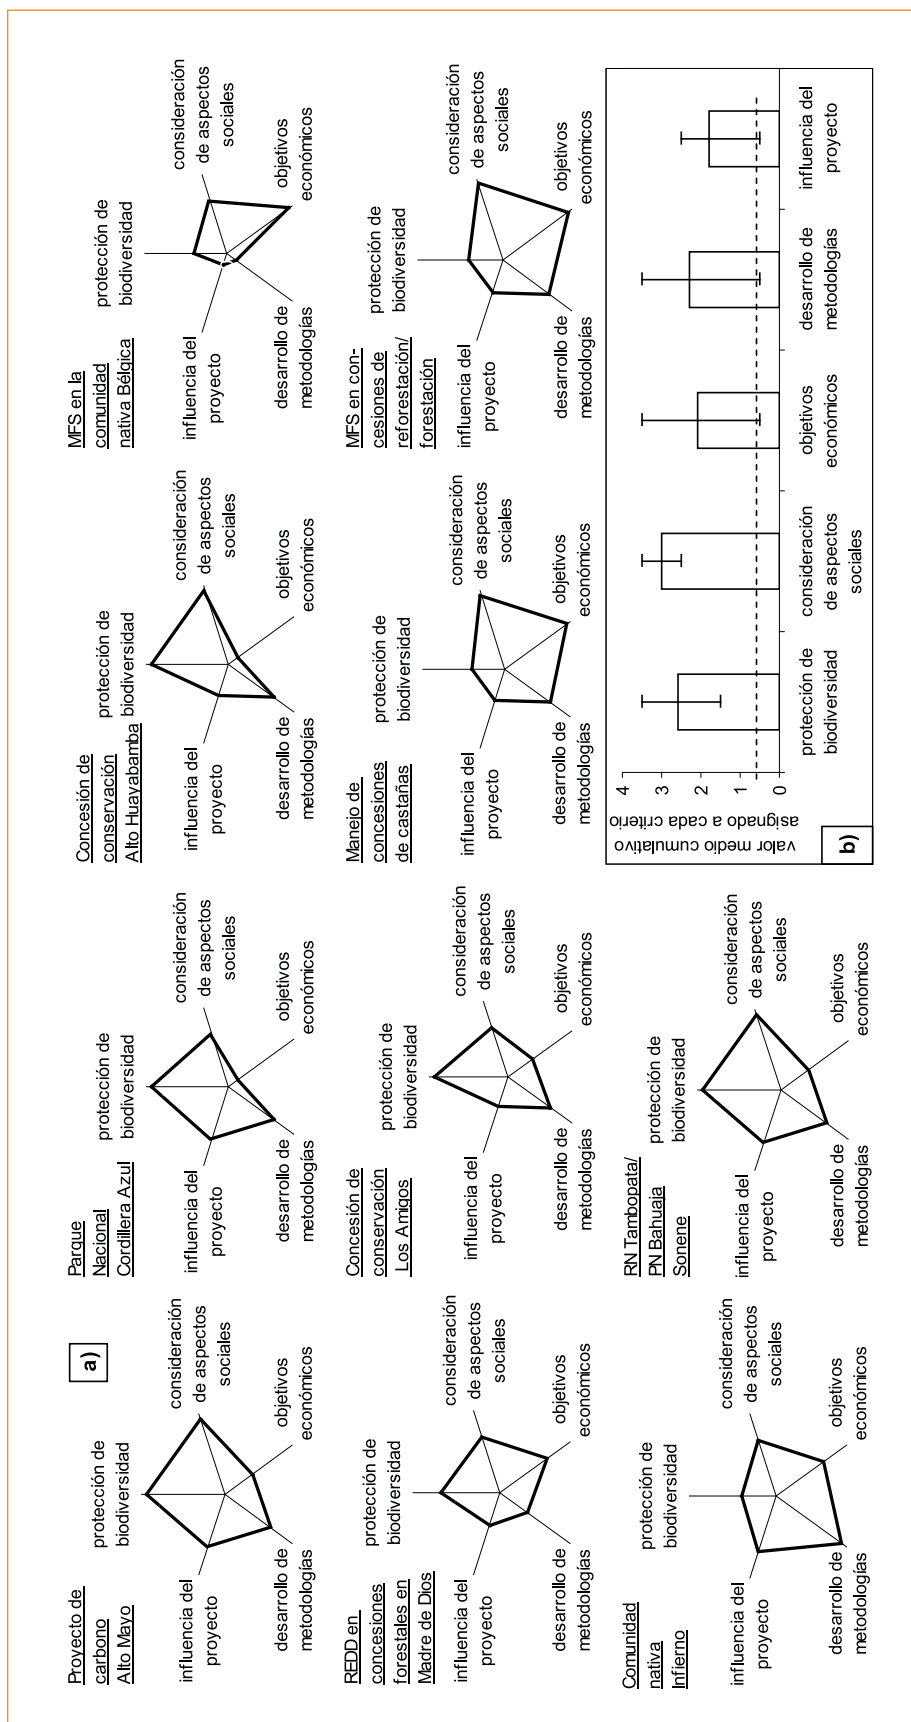 a)
Proyecto de
carbono
Alto Mayo
protección de
biodiversidad
consideración
de aspectos
sociales
objetivos
económicos
desarrollo de
metodologías
influencia del
proyecto
Parque
Nacional
Cordillera Azul
protección de
biodiversidad
consideración
de aspectos
sociales
objetivos
económicos
desarrollo de
metodologías
influencia del
proyecto
Concesión de
conservación
Alto Huayabamba
protección de
biodiversidad
consideración
de aspectos
sociales
objetivos
económicos
desarrollo de
metodologías
influencia del
proyecto
MFS en la
comunidad
nativa Bélgica
protección de
biodiversidad
consideración
de aspectos
sociales
objetivos
económicos
desarrollo de
metodologías
influencia del
proyecto
REDD en
concesiones
forestales en
Madre de Dios
protección de
biodiversidad
consideración
de aspectos
sociales
objetivos
económicos
desarrollo de
metodologías
influencia del
proyecto
Concesión de
conservación
Los Amigos
protección de
biodiversidad
consideración
de aspectos
sociales
objetivos
económicos
desarrollo de
metodologías
influencia del
proyecto
Manejo de
concesiones
de castañas
protección de
biodiversidad
consideración
de aspectos
sociales
objetivos
económicos
desarrollo de
metodologías
influencia del
proyecto
MFS en con-
cesiones de
reforestación/
forestación
protección de
biodiversidad
consideración
de aspectos
sociales
objetivos
económicos
desarrollo de
metodologías
influencia del
proyecto
Comunidad
nativa
Infierno
protección de
biodiversidad
consideración
de aspectos
sociales
objetivos
económicos
desarrollo de
metodologías
influencia del
proyecto
RN Tambopata/
PN Bahuaja
Sonene
protección de
biodiversidad
consideración
de aspectos
sociales
objetivos
económicos
desarrollo de
metodologías
influencia del
proyecto
b)
valor medio cumulativo
asignado a cada criterio
4
3
2
1
0
protección de
biodiversidad
consideración
de aspectos
sociales
objetivos
económicos
desarrollo de
metodologías
influencia del
proyecto